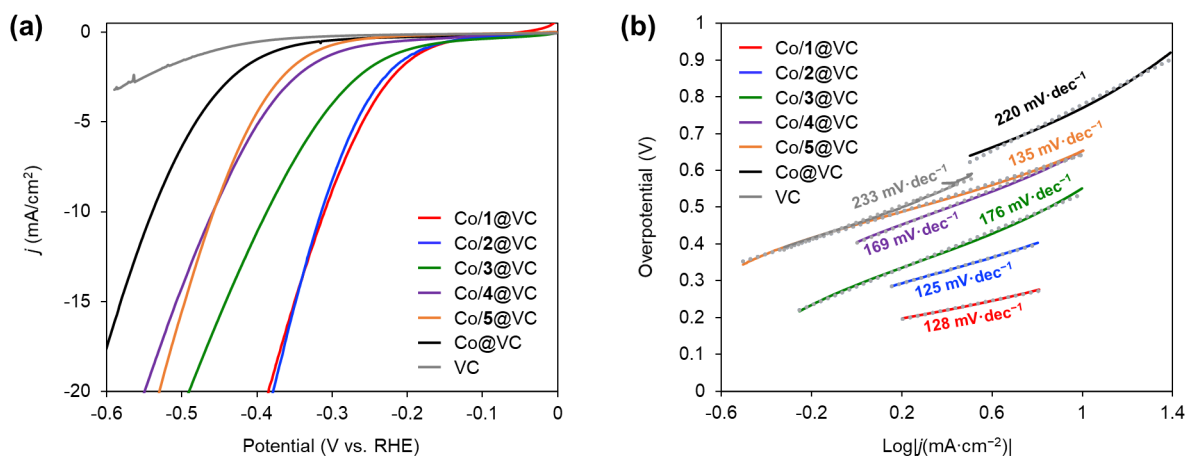 (a)
0
-5
-10
-15
-20
-0.6
-0.5
-0.4
-0.3
-0.2
-0.1
0
j (mA/cm²)
Potential (V vs. RHE)
Co/1@VC
Co/2@VC
Co/3@VC
Co/4@VC
Co/5@VC
Co@VC
VC
(b)
1
0.9
0.8
0.7
0.6
0.5
0.4
0.3
0.2
0.1
0
-0.6
-0.2
0.2
0.6
1
1.4
Overpotential (V)
Log|j(mA·cm⁻²)|
Co/1@VC
Co/2@VC
Co/3@VC
Co/4@VC
Co/5@VC
Co@VC
VC
220 mV·dec⁻¹
135 mV·dec⁻¹
233 mV·dec⁻¹
176 mV·dec⁻¹
169 mV·dec⁻¹
125 mV·dec⁻¹
128 mV·dec⁻¹